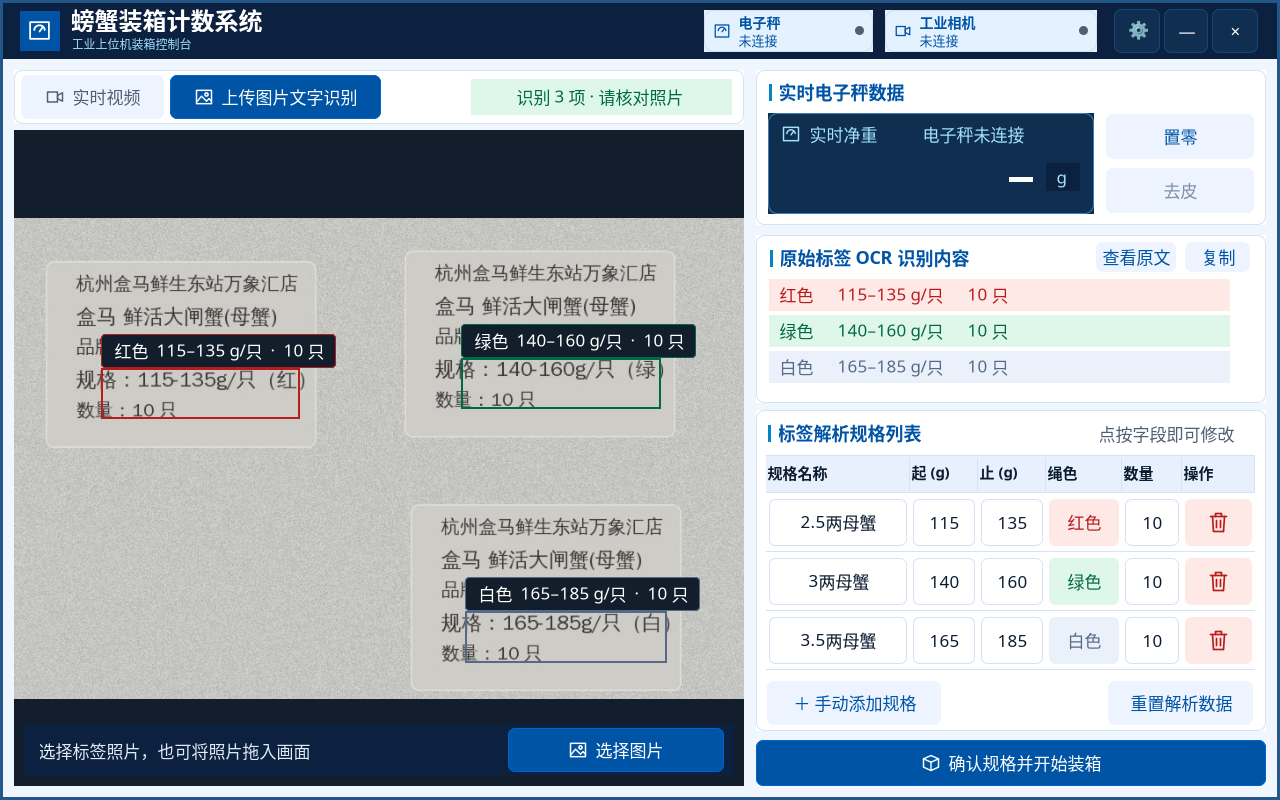 螃蟹装箱计数系统
工业上位机装箱控制台
电子秤
未连接
工业相机
未连接
实时视频
上传图片文字识别
识别 3 项 · 请核对照片
杭州盒马鲜生东站万象汇店
盒马 鲜活大闸蟹(母蟹)
品牌
红色 115–135 g/只 · 10 只
规格：115-135g/只（红）
数量：10 只
杭州盒马鲜生东站万象汇店
盒马 鲜活大闸蟹(母蟹)
品牌
绿色 140–160 g/只 · 10 只
规格：140-160g/只（绿）
数量：10 只
杭州盒马鲜生东站万象汇店
盒马 鲜活大闸蟹(母蟹)
品牌
白色 165–185 g/只 · 10 只
规格：165-185g/只（白）
数量：10 只
选择标签照片，也可将照片拖入画面
选择图片
实时电子秤数据
实时净重 电子秤未连接
— g
置零
去皮
原始标签 OCR 识别内容
查看原文
复制
红色 115–135 g/只 10 只
绿色 140–160 g/只 10 只
白色 165–185 g/只 10 只
标签解析规格列表
点按字段即可修改
规格名称 起 (g) 止 (g) 绳色 数量 操作
2.5两母蟹 115 135 红色 10
3两母蟹 140 160 绿色 10
3.5两母蟹 165 185 白色 10
＋ 手动添加规格
重置解析数据
确认规格并开始装箱